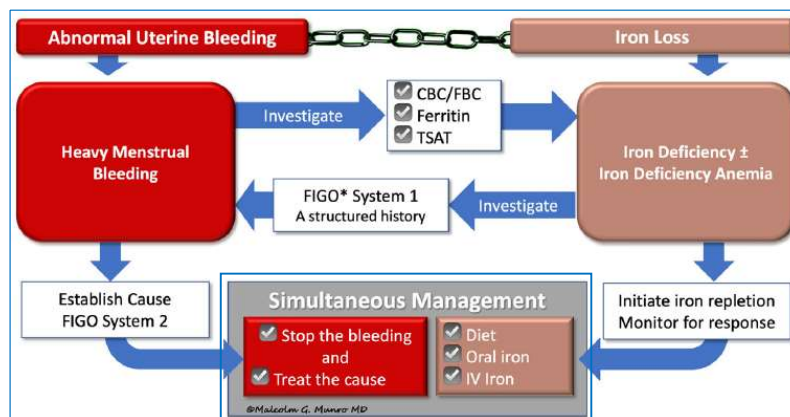 Abnormal Uterine Bleeding
Iron Loss
Heavy Menstrual
Bleeding
Investigate
CBC/FBC
Ferritin
TSAT
Iron Deficiency ±
Iron Deficiency Anemia
FIGO* System 1
A structured history
Investigate
Establish Cause
FIGO System 2
Simultaneous Management
Stop the bleeding
and
Treat the cause
Diet
Oral iron
IV Iron
Initiate iron repletion
Monitor for response
©Malcolm G. Munro MD